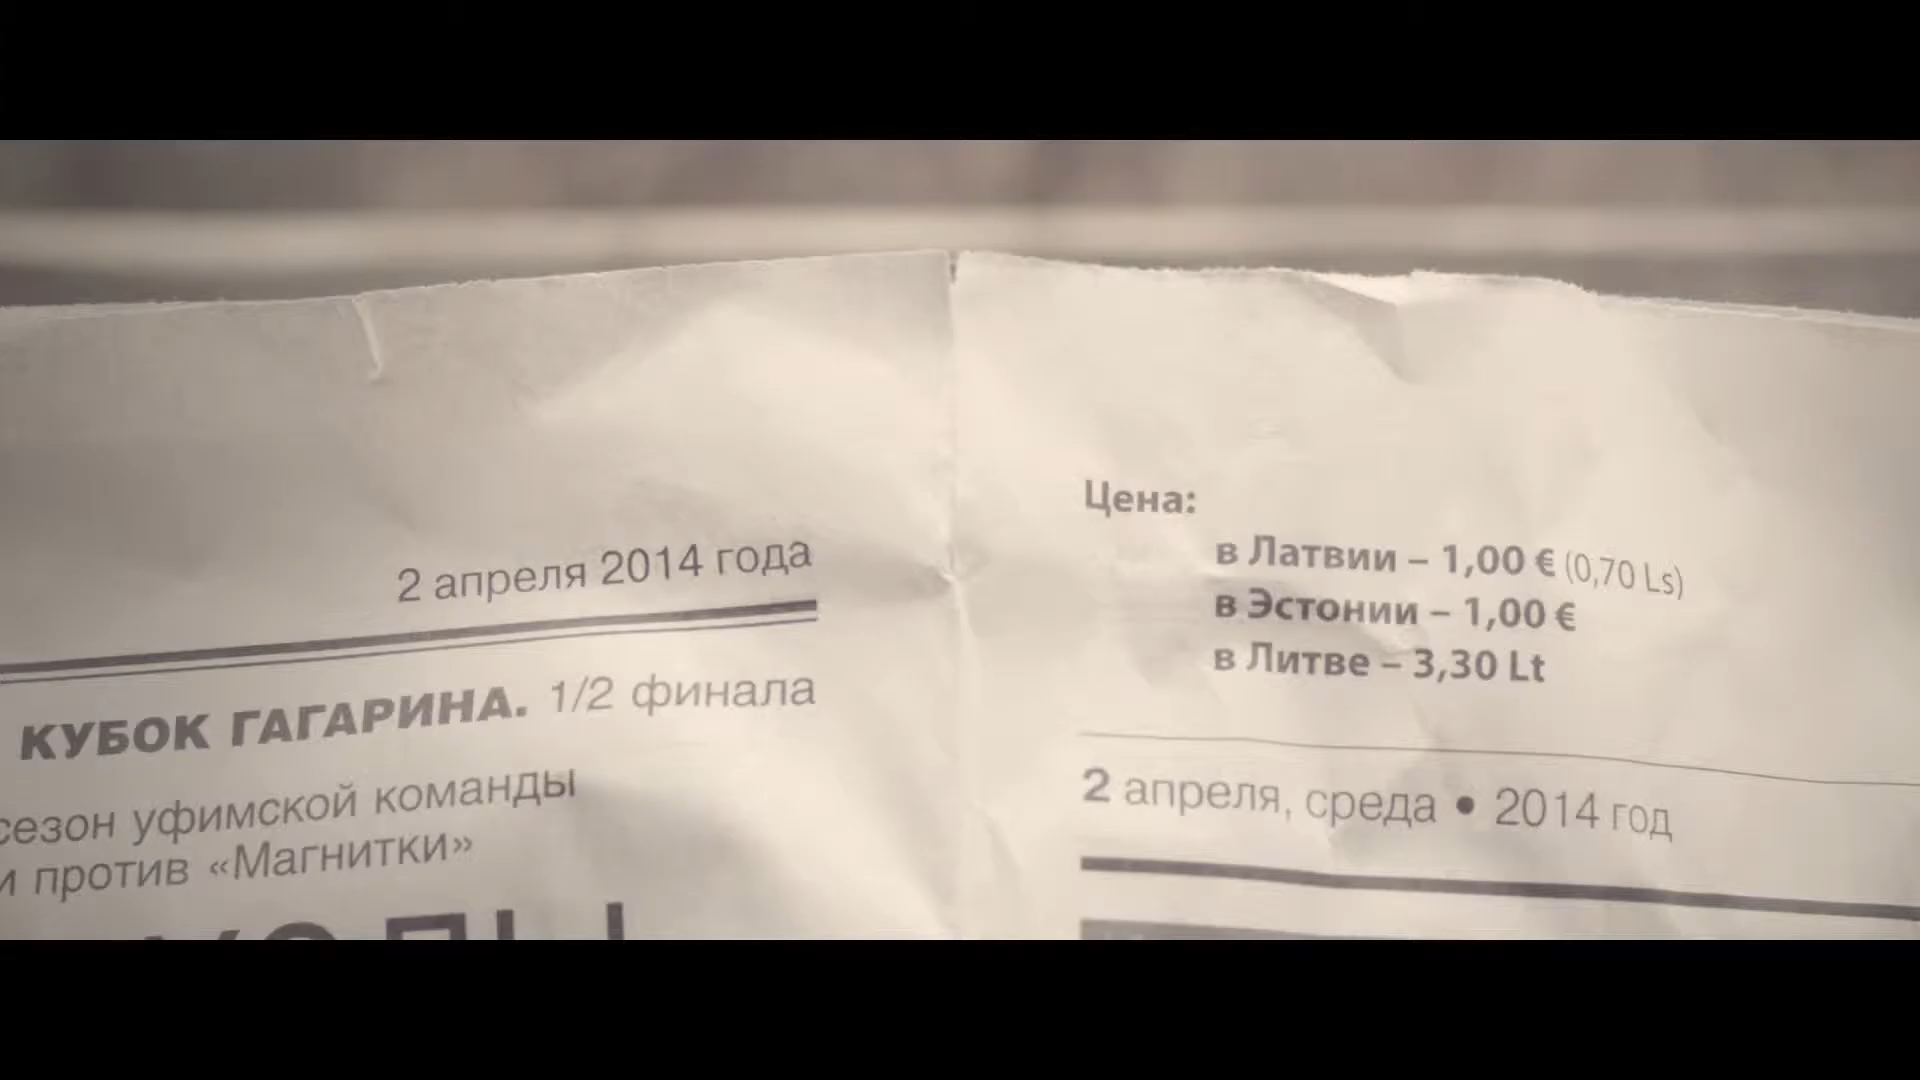 2 апреля 2014 года
КУБОК ГАГАРИНА. 1/2 финала
сезон уфимской команды
и против «Магнитки»
Цена:
в Латвии – 1,00 € (0,70 Ls)
в Эстонии – 1,00 €
в Литве – 3,30 Lt
2 апреля, среда • 2014 год